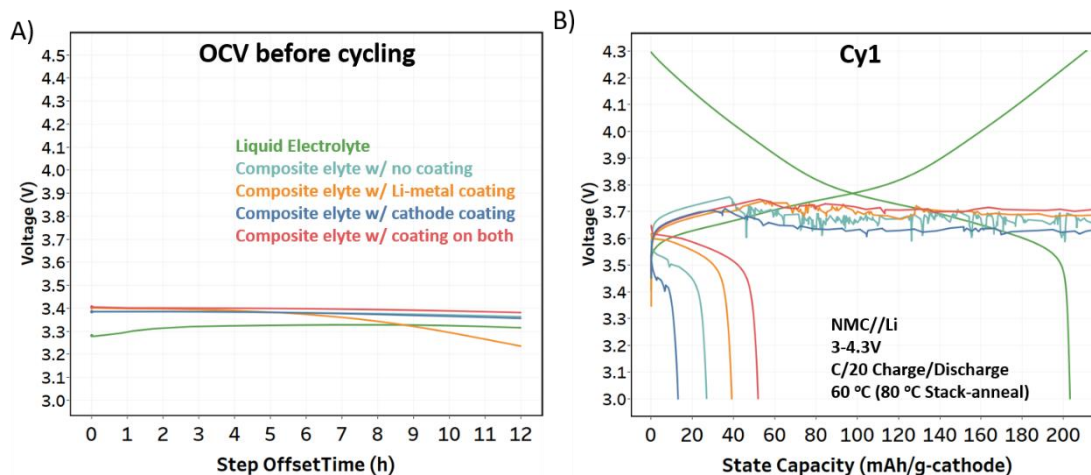 A)
OCV before cycling
4.5
4.4
4.3
4.2
4.1
4.0
3.9
3.8
3.7
3.6
3.5
3.4
3.3
3.2
3.1
3.0
Voltage (V)
Liquid Electrolyte
Composite elyte w/ no coating
Composite elyte w/ Li-metal coating
Composite elyte w/ cathode coating
Composite elyte w/ coating on both
0 1 2 3 4 5 6 7 8 9 10 11 12
Step OffsetTime (h)
B)
Cy1
4.3
4.2
4.1
4.0
3.9
3.8
3.7
3.6
3.5
3.4
3.3
3.2
3.1
3.0
Voltage (V)
NMC//Li
3-4.3V
C/20 Charge/Discharge
60 °C (80 °C Stack-anneal)
0 20 40 60 80 100 120 140 160 180 200
State Capacity (mAh/g-cathode)